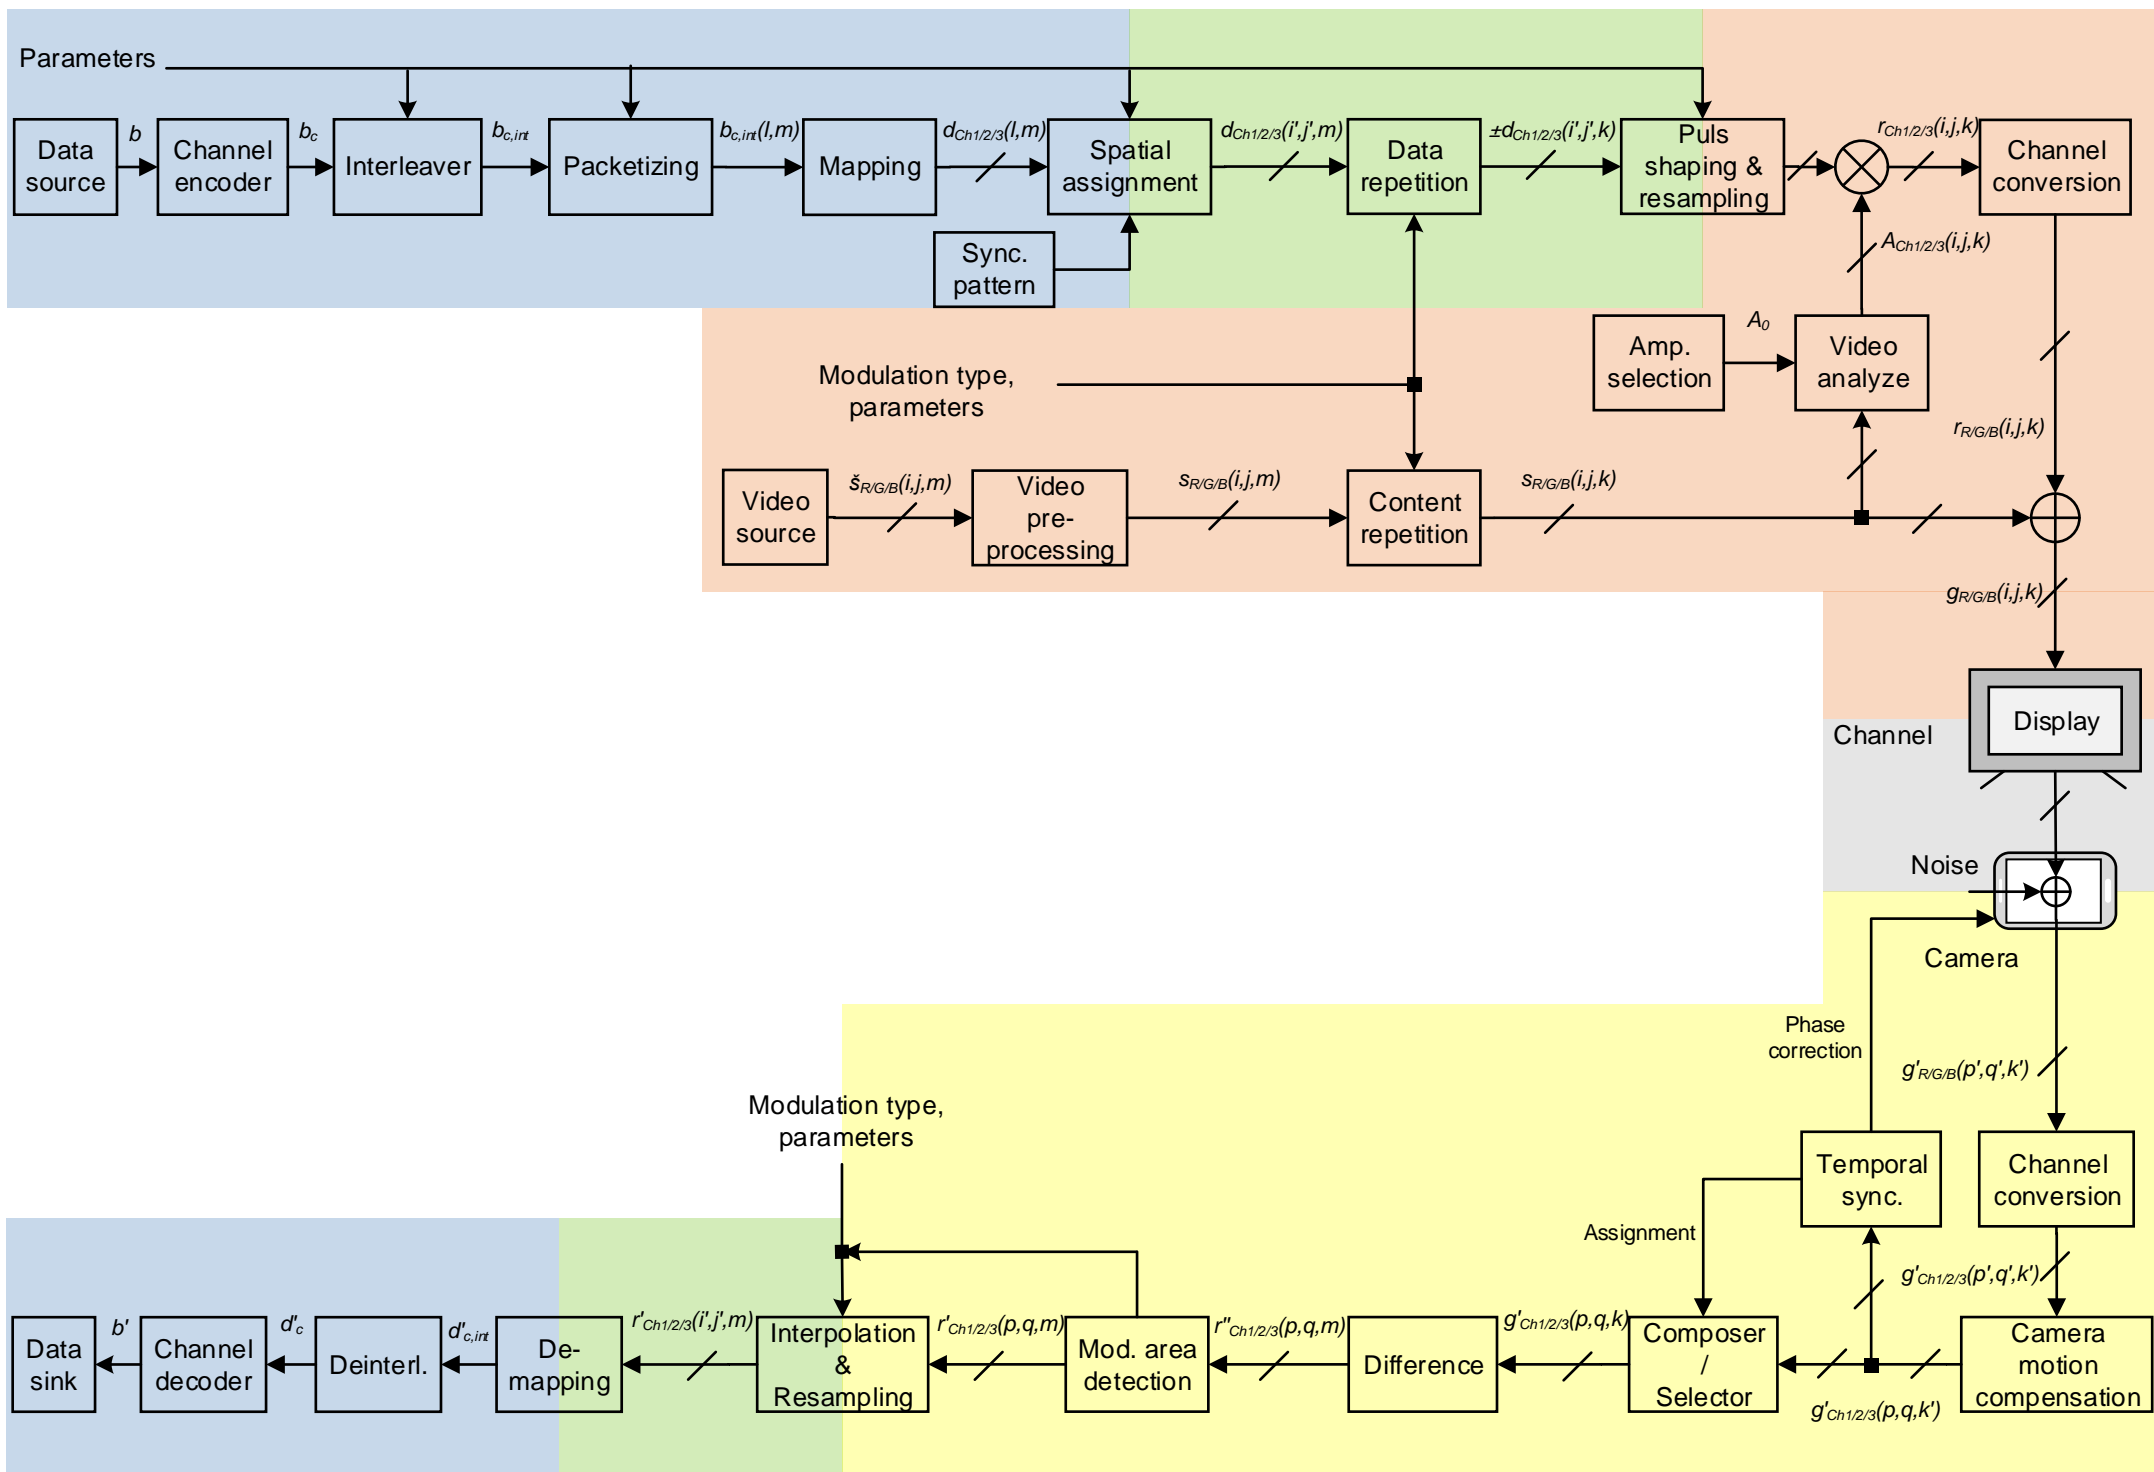 Parameters
b
b_c
b_c,int
b_c,int(l,m)
d_Ch1/2/3(l,m)
d_Ch1/2/3(i',j',m)
±d_Ch1/2/3(i',j',k)
r_Ch1/2/3(i,j,k)
Data
source
Channel
encoder
Interleaver
Packetizing
Mapping
Spatial
assignment
Data
repetition
Puls
shaping &
resampling
Channel
conversion
Sync.
pattern
A_Ch1/2/3(i,j,k)
A_0
Amp.
selection
Video
analyze
Modulation type,
parameters
r_R/G/B(i,j,k)
Video
source
š_R/G/B(i,j,m)
Video
pre-
processing
s_R/G/B(i,j,m)
Content
repetition
s_R/G/B(i,j,k)
g_R/G/B(i,j,k)
Display
Channel
Noise
Camera
Phase
correction
g'_R/G/B(p',q',k')
Modulation type,
parameters
Temporal
sync.
Channel
conversion
Assignment
g'_Ch1/2/3(p',q',k')
b'
d'_c
d'_c,int
r'_Ch1/2/3(i',j',m)
r'_Ch1/2/3(p,q,m)
r''_Ch1/2/3(p,q,m)
g'_Ch1/2/3(p,q,k)
Data
sink
Channel
decoder
Deinterl.
De-
mapping
Interpolation
&
Resampling
Mod. area
detection
Difference
Composer
/
Selector
Camera
motion
compensation
g'_Ch1/2/3(p,q,k')